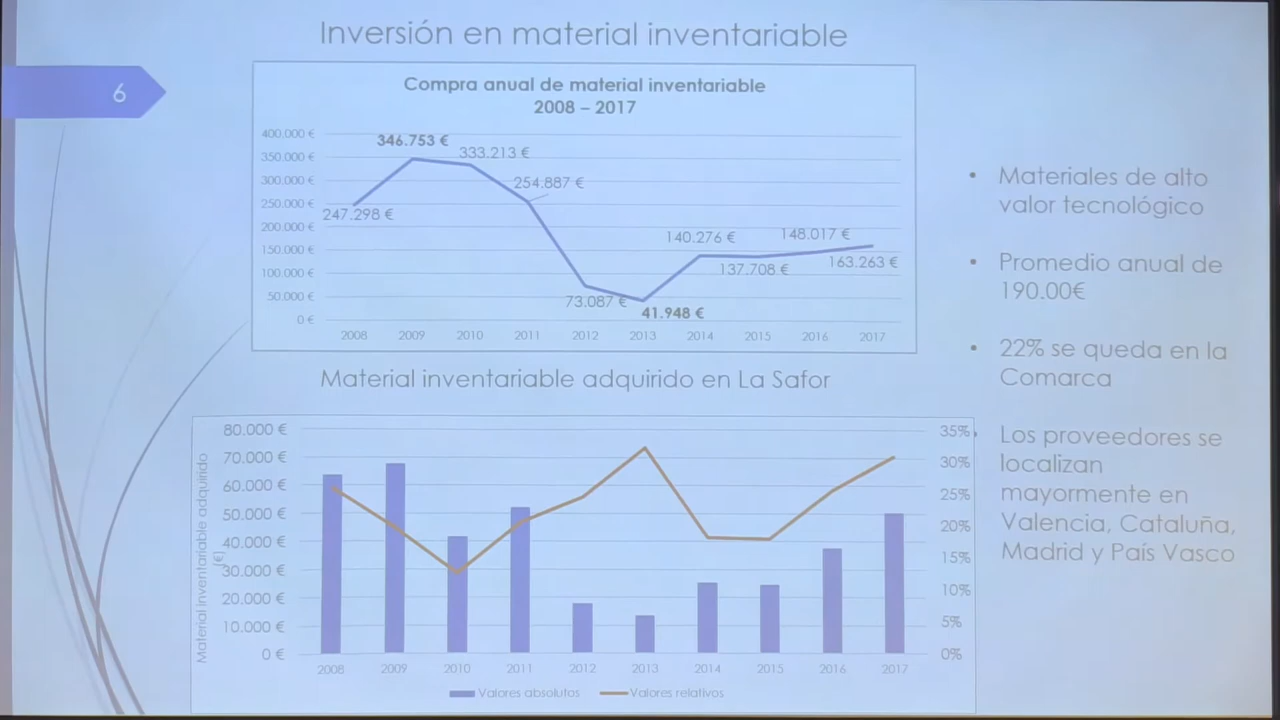 Inversión en material inventariable
6
Compra anual de material inventariable
2008 – 2017
400.000 €
350.000 €
300.000 €
250.000 €
200.000 €
150.000 €
100.000 €
50.000 €
0 €
247.298 €
346.753 €
333.213 €
254.887 €
73.087 €
41.948 €
140.276 €
137.708 €
148.017 €
163.263 €
2008 2009 2010 2011 2012 2013 2014 2015 2016 2017
Material inventariable adquirido en La Safor
Material inventariable adquirido
(€)
80.000 €
70.000 €
60.000 €
50.000 €
40.000 €
30.000 €
20.000 €
10.000 €
0 €
35%
30%
25%
20%
15%
10%
5%
0%
2008 2009 2010 2011 2012 2013 2014 2015 2016 2017
Valores absolutos Valores relativos
• Materiales de alto
valor tecnológico
• Promedio anual de
190.00€
• 22% se queda en la
Comarca
• Los proveedores se
localizan
mayormente en
Valencia, Cataluña,
Madrid y País Vasco